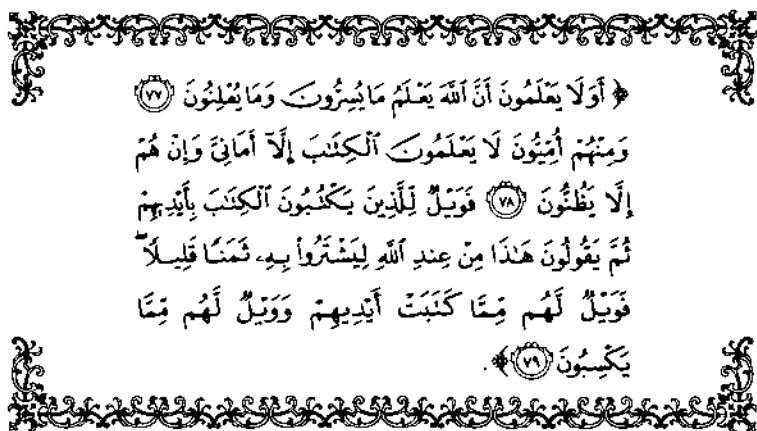 ﴿ أَوَلَا يَعْلَمُونَ أَنَّ ٱللَّهَ يَعْلَمُ مَا يُسِرُّونَ وَمَا يُعْلِنُونَ ٧٧
وَمِنْهُمْ أُمِّيُّونَ لَا يَعْلَمُونَ ٱلْكِتَٰبَ إِلَّآ أَمَانِىَّ وَإِنْ هُمْ
إِلَّا يَظُنُّونَ ٧٨ فَوَيْلٌ لِّلَّذِينَ يَكْتُبُونَ ٱلْكِتَٰبَ بِأَيْدِيهِمْ
ثُمَّ يَقُولُونَ هَٰذَا مِنْ عِندِ ٱللَّهِ لِيَشْتَرُوا۟ بِهِۦ ثَمَنًا قَلِيلًا ۖ
فَوَيْلٌ لَّهُم مِّمَّا كَتَبَتْ أَيْدِيهِمْ وَوَيْلٌ لَّهُم مِّمَّا
يَكْسِبُونَ ٧٩ ﴾.